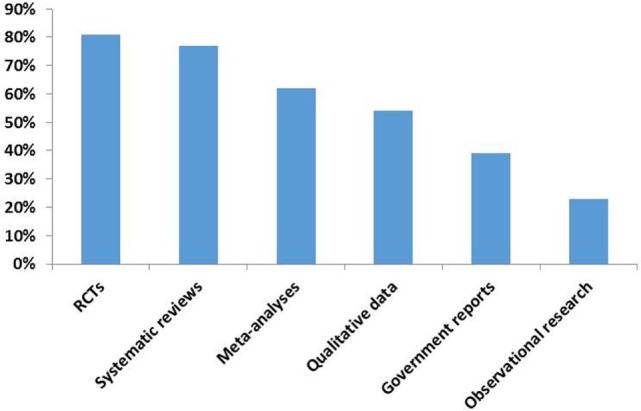 90%
80%
70%
60%
50%
40%
30%
20%
10%
0%
RCTs
Systematic reviews
Meta-analyses
Qualitative data
Government reports
Observational research